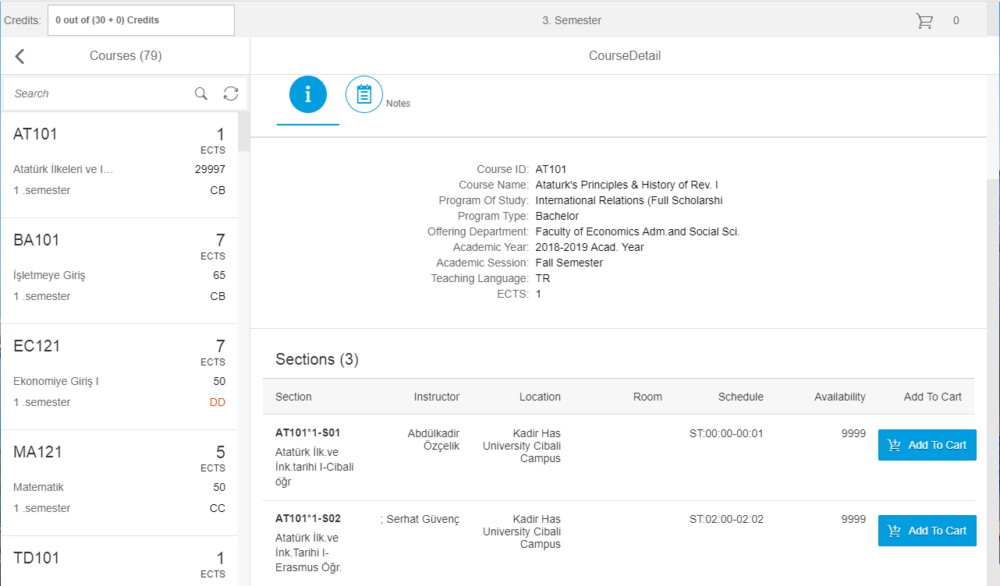 Credits: 0 out of (30 + 0) Credits 3. Semester 0
Courses (79) CourseDetail
Search
Notes
AT101 1
ECTS
Atatürk İlkeleri ve I... 29997
1 .semester CB
BA101 7
ECTS
İşletmeye Giriş 65
1 .semester CB
EC121 7
ECTS
Ekonomiye Giriş I 50
1 .semester DD
MA121 5
ECTS
Matematik 50
1 .semester CC
TD101 1
ECTS
Course ID: AT101
Course Name: Ataturk's Principles & History of Rev. I
Program Of Study: International Relations (Full Scholarshi
Program Type: Bachelor
Offering Department: Faculty of Economics Adm.and Social Sci.
Academic Year: 2018-2019 Acad. Year
Academic Session: Fall Semester
Teaching Language: TR
ECTS: 1
Sections (3)
Section Instructor Location Room Schedule Availability Add To Cart
AT101*1-S01 Abdülkadir Kadir Has ST:00:00-00:01 9999
Özçelik University Cibali Add To Cart
Atatürk İlk.ve Campus
İnk.tarihi I-Cibali
öğr
AT101*1-S02 ; Serhat Güvenç Kadir Has ST:02:00-02:02 9999
University Cibali Add To Cart
Atatürk İlk.ve Campus
İnk.Tarihi I-
Erasmus Öğr.